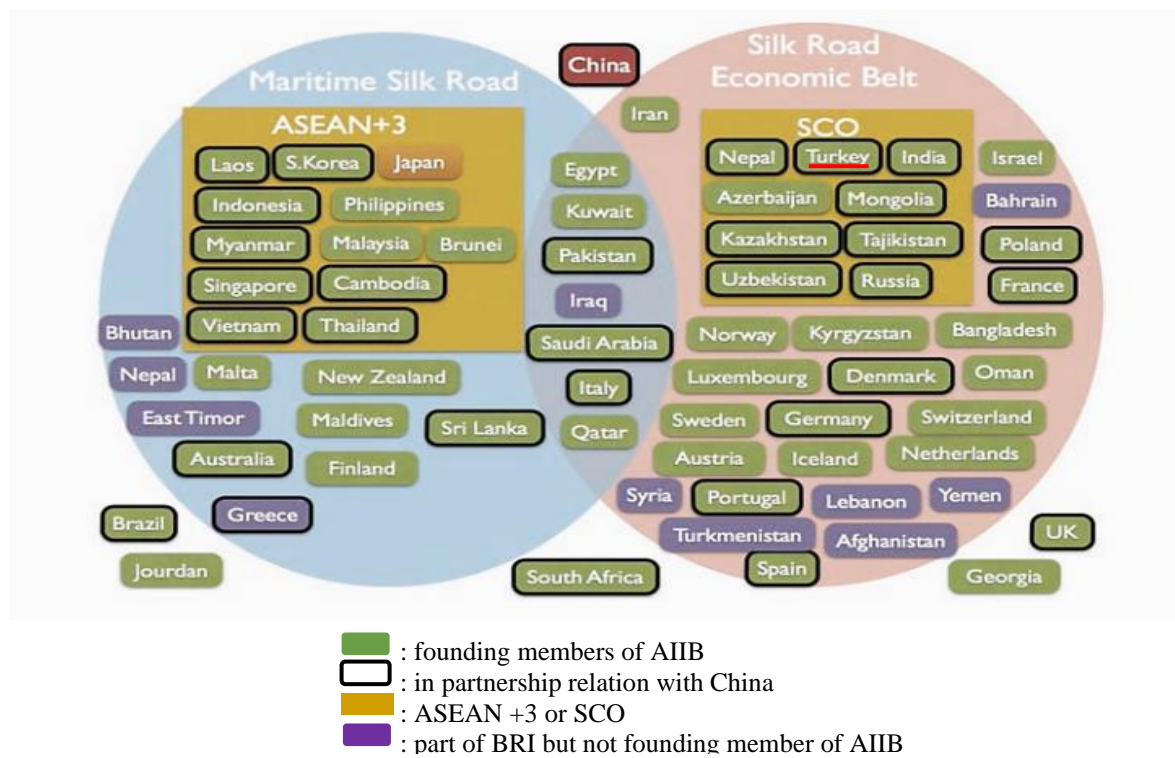 China
Maritime Silk Road
Silk Road
Economic Belt
ASEAN+3
Laos
S.Korea
Japan
Indonesia
Philippines
Myanmar
Malaysia
Brunei
Singapore
Cambodia
Vietnam
Thailand
Bhutan
Nepal
Malta
New Zealand
East Timor
Maldives
Sri Lanka
Australia
Finland
Brazil
Greece
Jourdan
Iran
Egypt
Kuwait
Pakistan
Iraq
Saudi Arabia
Italy
Qatar
South Africa
SCO
Nepal
Turkey
India
Israel
Azerbaijan
Mongolia
Bahrain
Kazakhstan
Tajikistan
Poland
Uzbekistan
Russia
France
Norway
Kyrgyzstan
Bangladesh
Luxembourg
Denmark
Oman
Sweden
Germany
Switzerland
Austria
Iceland
Netherlands
Syria
Portugal
Lebanon
Yemen
Turkmenistan
Afghanistan
UK
Spain
Georgia
: founding members of AIIB
: in partnership relation with China
: ASEAN +3 or SCO
: part of BRI but not founding member of AIIB